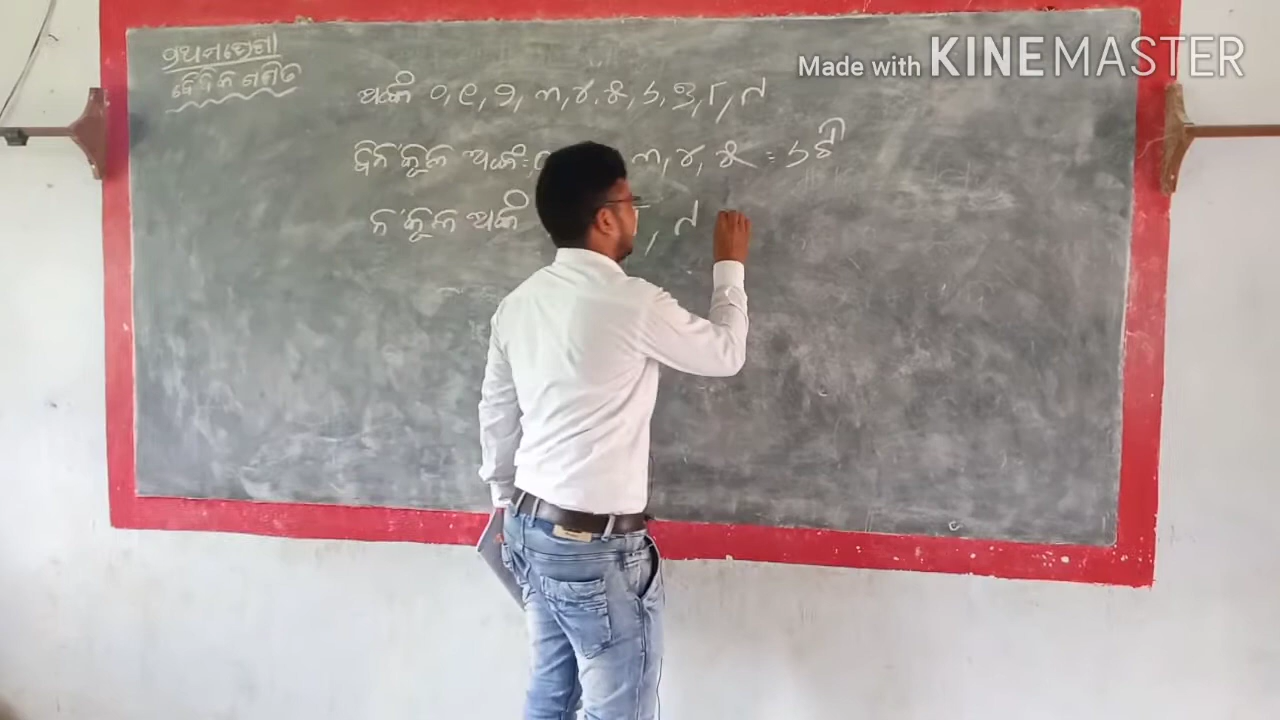 Made with KINEMASTER
ପ୍ରଥମ ଶ୍ରେଣୀ
ବୈଦିକ ଗଣିତ
ଅଙ୍କ ୦, ୧, ୨, ୩, ୪, ୫, ୬, ୭, ୮, ୯
ଅଙ୍କ : ୩, ୪, ୫ = ୬ଟି
ଅଙ୍କ ୮, ୯